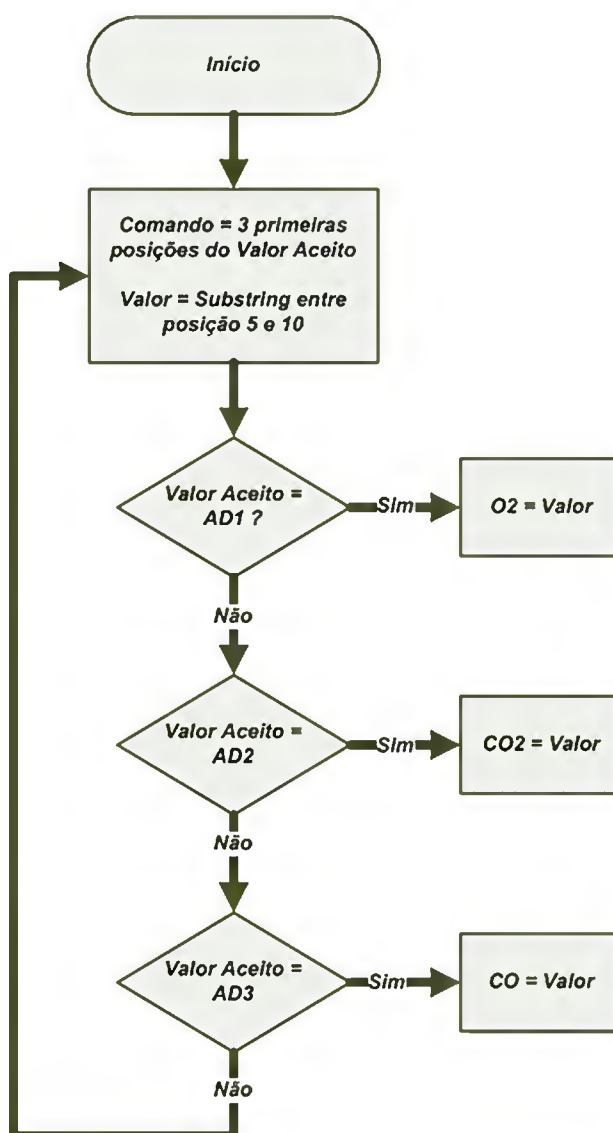 Início
Comando = 3 primeiras
posições do Valor Aceito
Valor = Substring entre
posição 5 e 10
Valor Aceito =
AD1 ?
Sim
O2 = Valor
Não
Valor Aceito =
AD2
Sim
CO2 = Valor
Não
Valor Aceito =
AD3
Sim
CO = Valor
Não